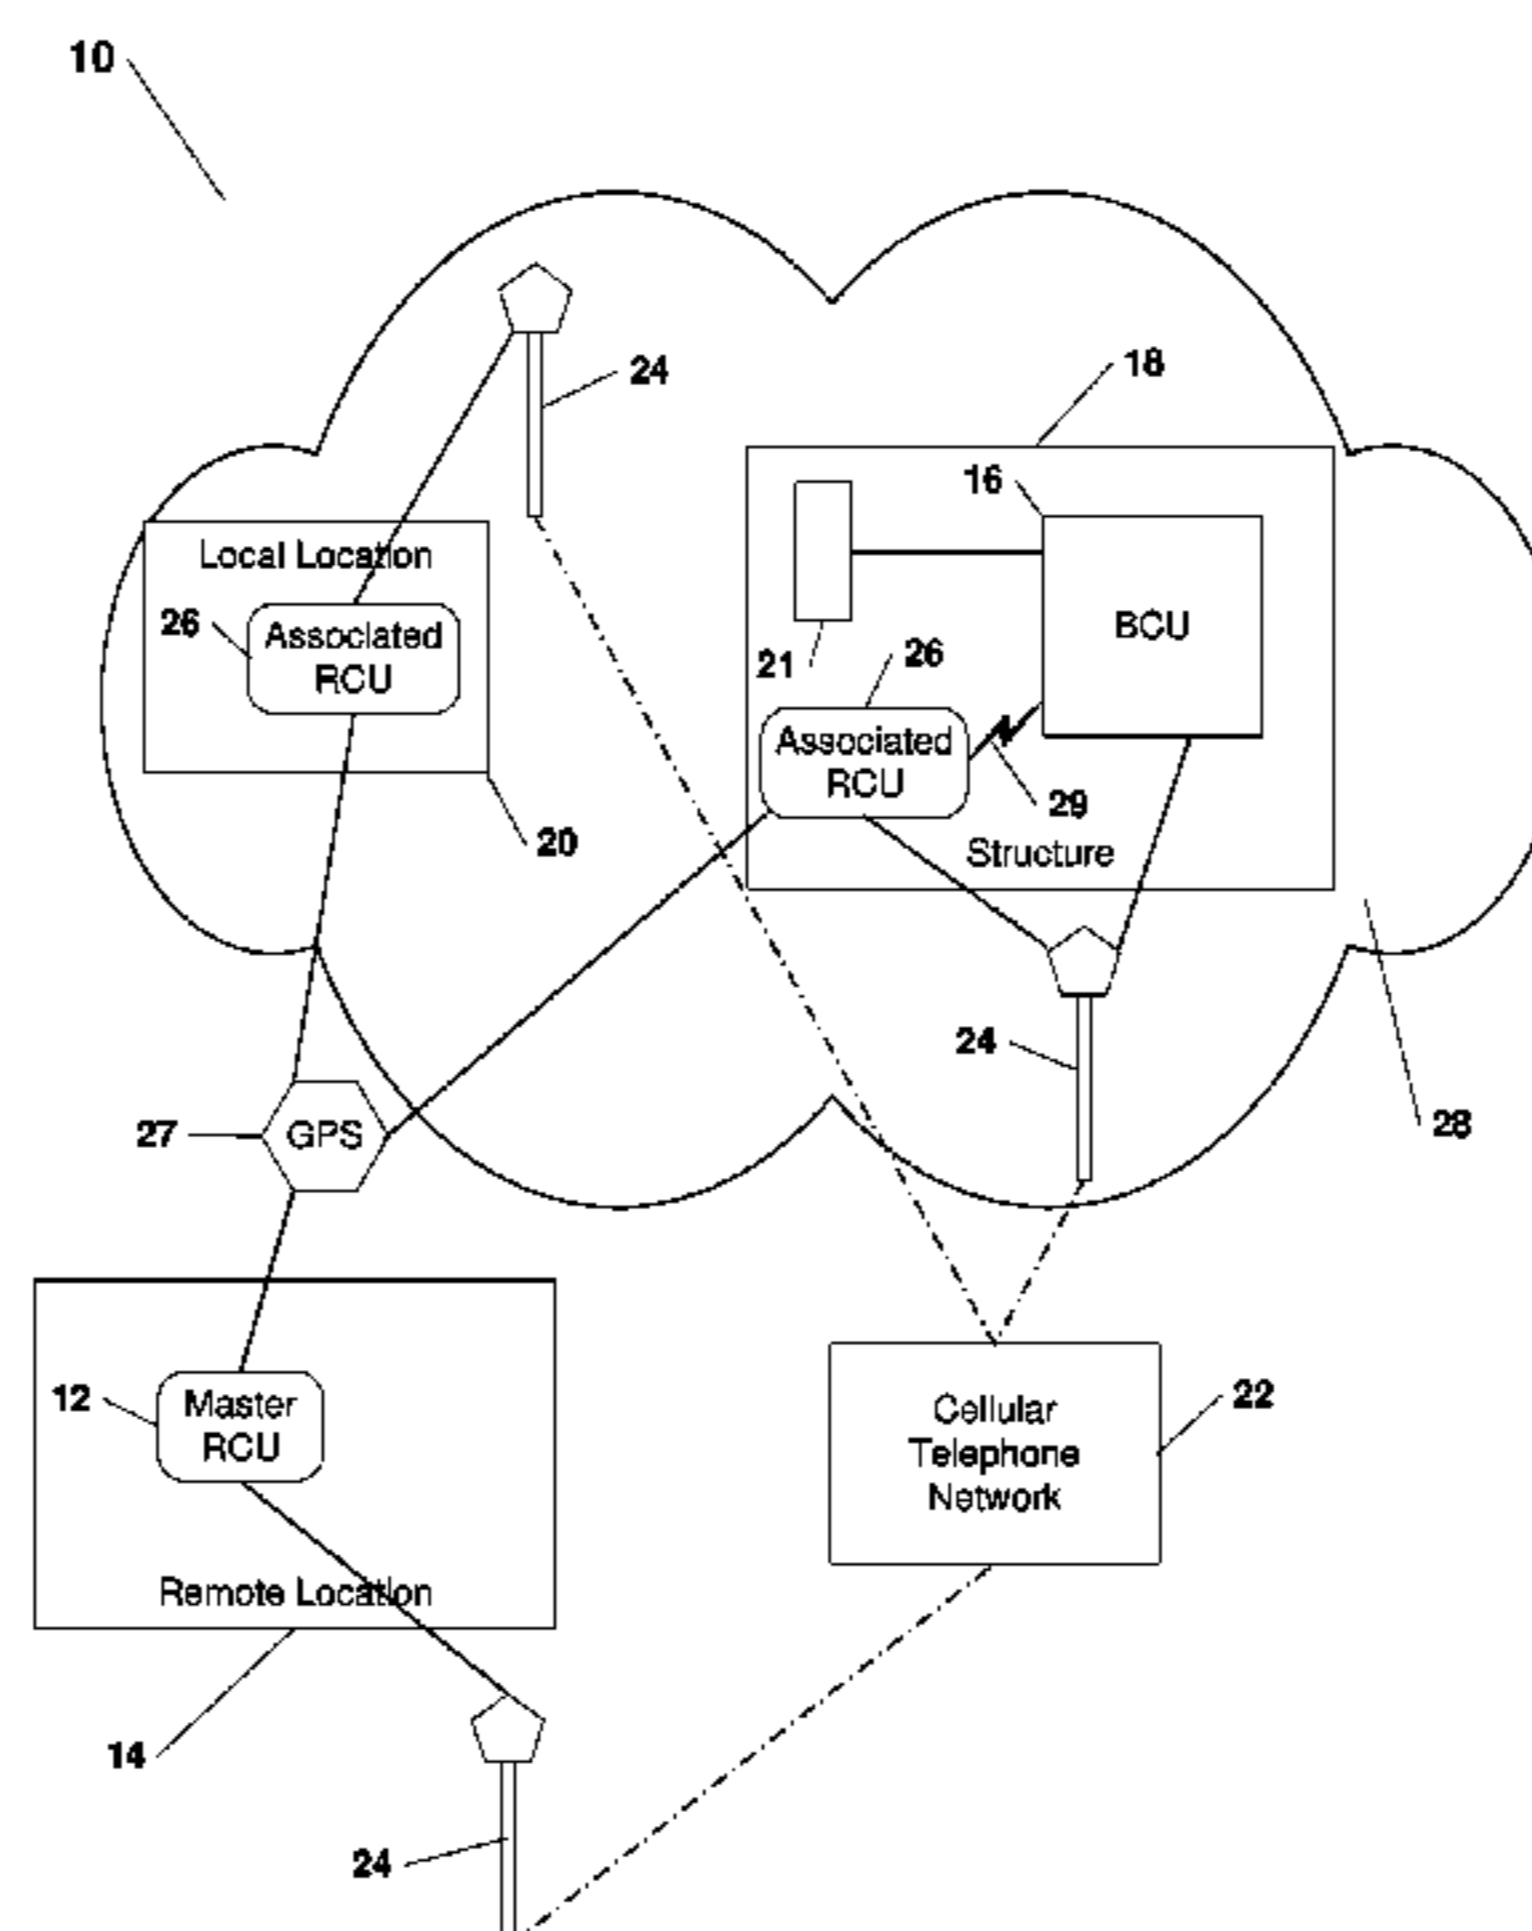 10
24
18
16
Local Location
26
Associated
RCU
BCU
21
26
Associated
RCU
29
20
Structure
24
27
GPS
28
12
Master
RCU
Cellular
Telephone
Network
22
Remote Location
14
24